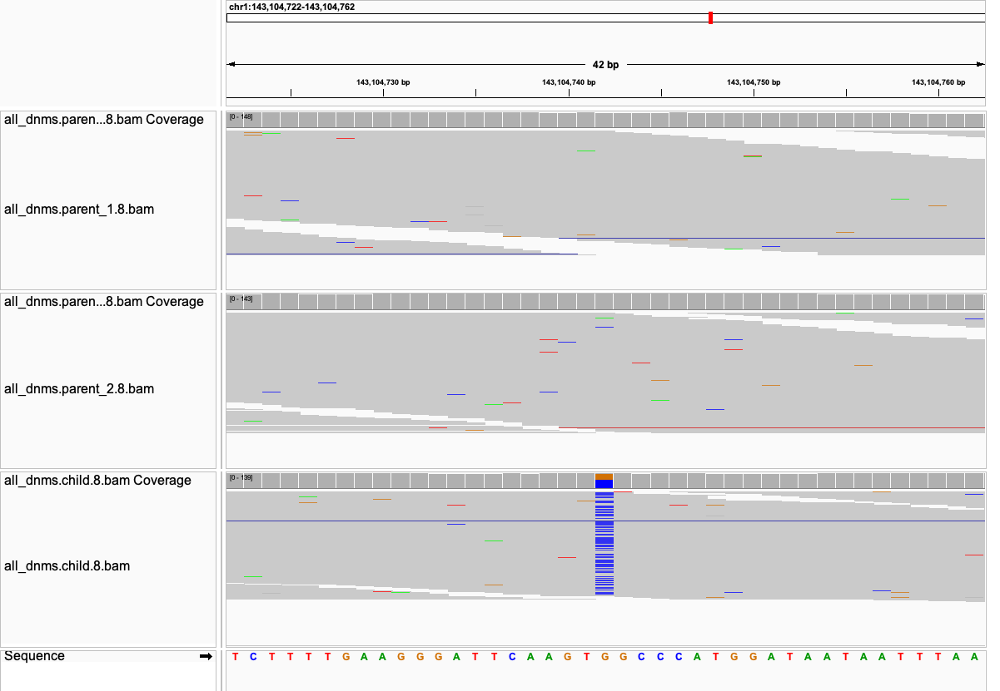 chr1:143,104,722-143,104,762
42 bp
143,104,730 bp 143,104,740 bp 143,104,750 bp 143,104,760 bp
all_dnms.paren...8.bam Coverage
[0 - 148]
all_dnms.parent_1.8.bam
all_dnms.paren...8.bam Coverage
[0 - 143]
all_dnms.parent_2.8.bam
all_dnms.child.8.bam Coverage
[0 - 139]
all_dnms.child.8.bam
Sequence T C T T T T G A A G G G A T T C A A G T G G C C C A T G G A T A A T A A T T T A A